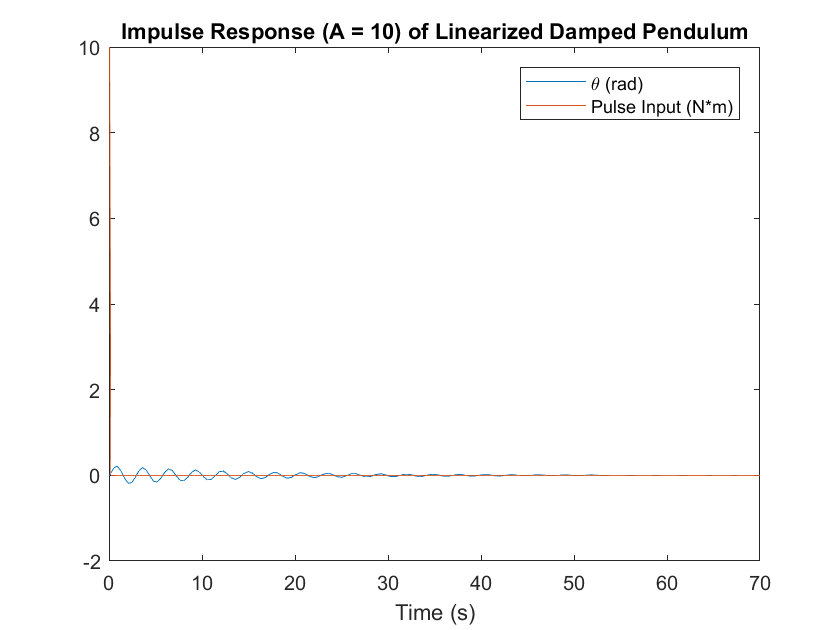 Impulse Response (A = 10) of Linearized Damped Pendulum
θ (rad)
Pulse Input (N*m)
10
8
6
4
2
0
-2
0 10 20 30 40 50 60 70
Time (s)